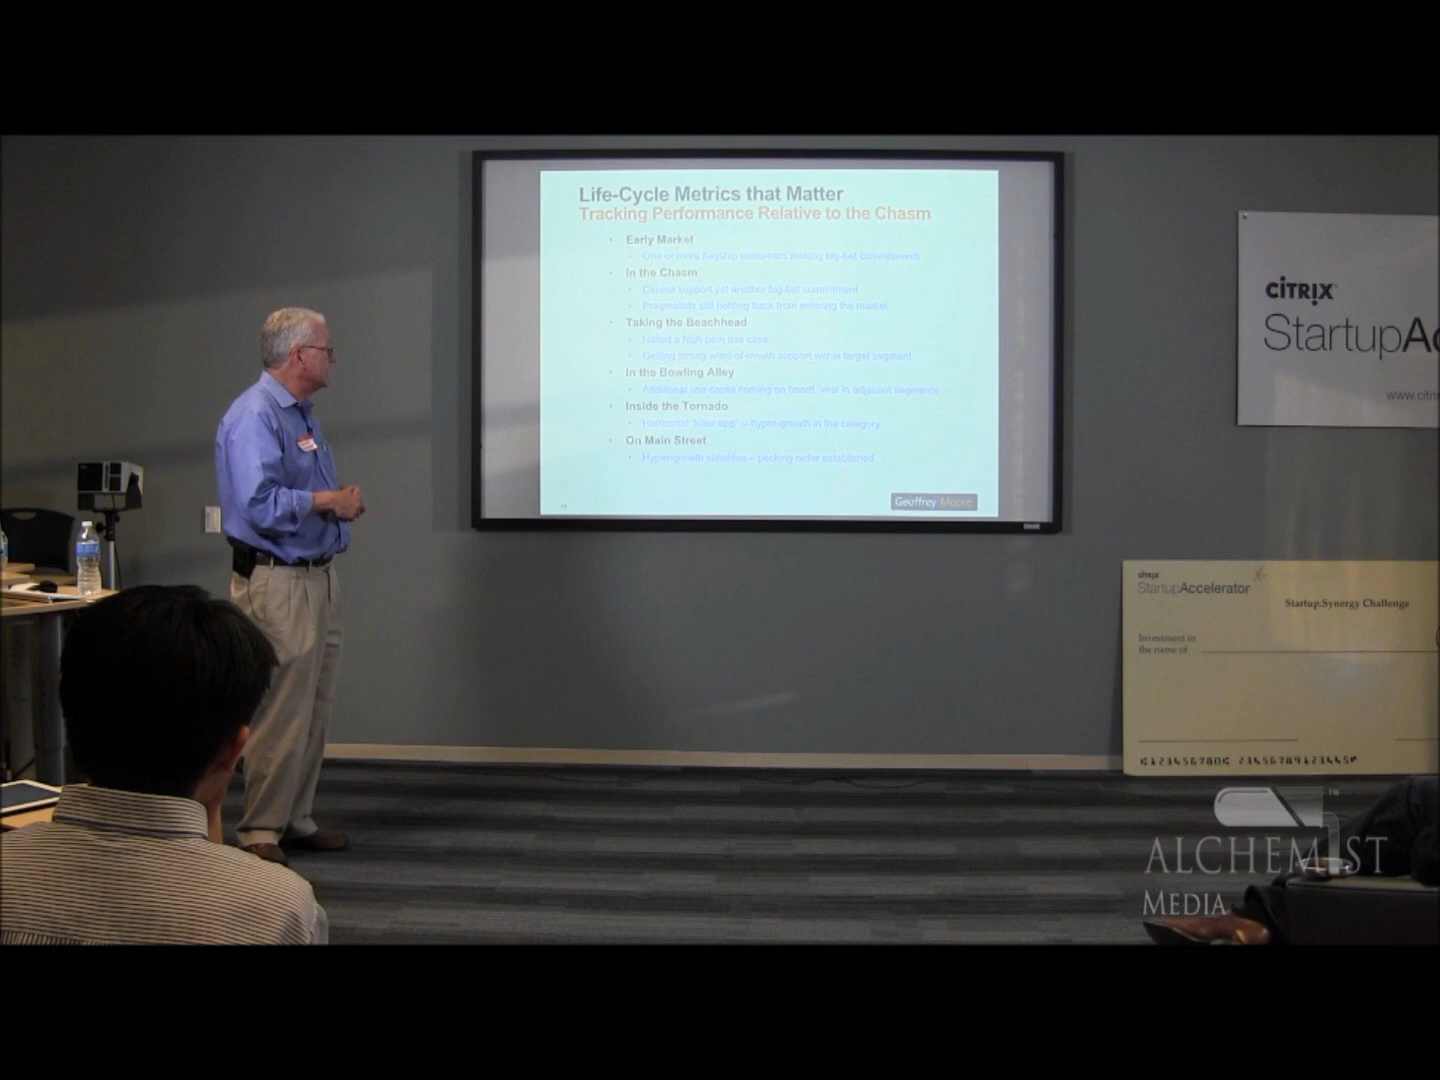 Life-Cycle Metrics that Matter
Tracking Performance Relative to the Chasm
• Early Market
• One or more flagship customers making big-bet commitments
• In the Chasm
• Cannot support yet another big-bet commitment
• Pragmatists still holding back from entering the market
• Taking the Beachhead
• Nailed a high-pain use case
• Getting strong word-of-mouth support within target segment
• In the Bowling Alley
• Additional use cases coming on board, viral in adjacent segments
• Inside the Tornado
• Horizontal "killer app" – hyper-growth in the category
• On Main Street
• Hyper-growth subsides – pecking order established
Geoffrey Moore
CITRIX
StartupAc
www.citri
citrix
StartupAccelerator
Startup.Synergy Challenge
Investment in
the name of
ALCHEMIST
MEDIA